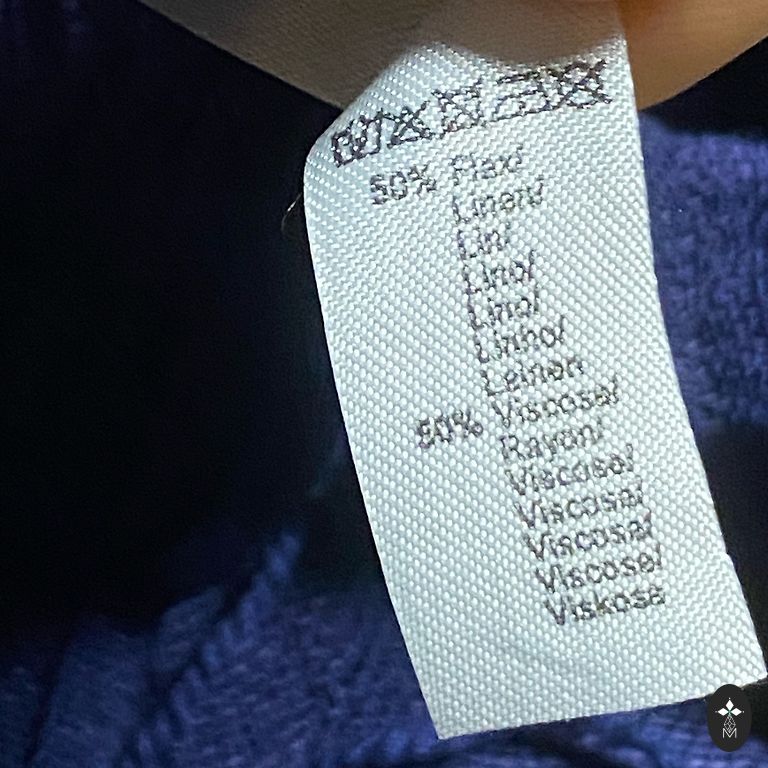 50% Flax/
Linen/
Lin/
Lino/
Lino/
Linho/
Leinen
50% Viscose/
Rayon/
Viscose/
Viscosa/
Viscosa/
Viscose/
Viskose
M